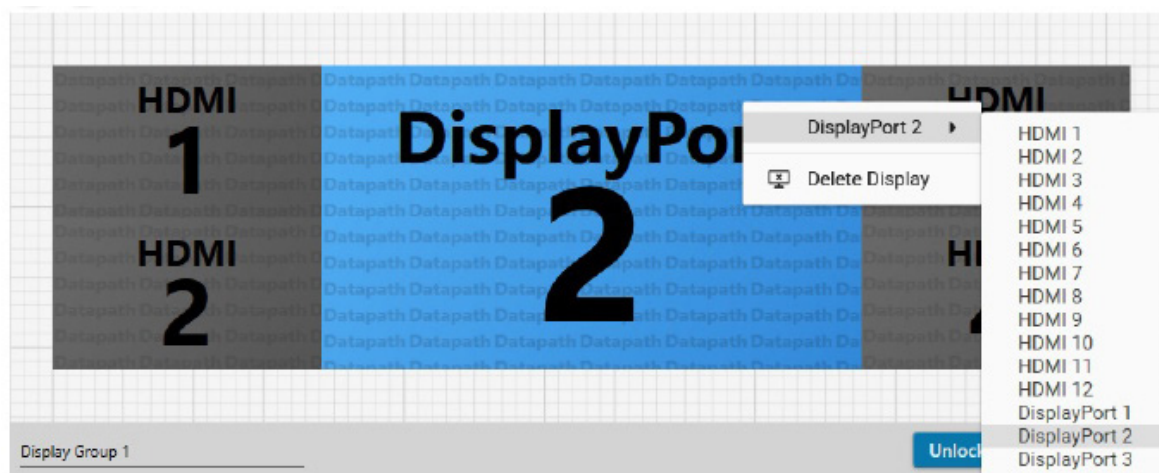 HDMI
1
HDMI
2
DisplayPor
2
HDMI
DisplayPort 2
Delete Display
HDMI 1
HDMI 2
HDMI 3
HDMI 4
HDMI 5
HDMI 6
HDMI 7
HDMI 8
HDMI 9
HDMI 10
HDMI 11
HDMI 12
DisplayPort 1
DisplayPort 2
DisplayPort 3
Display Group 1
Unlock